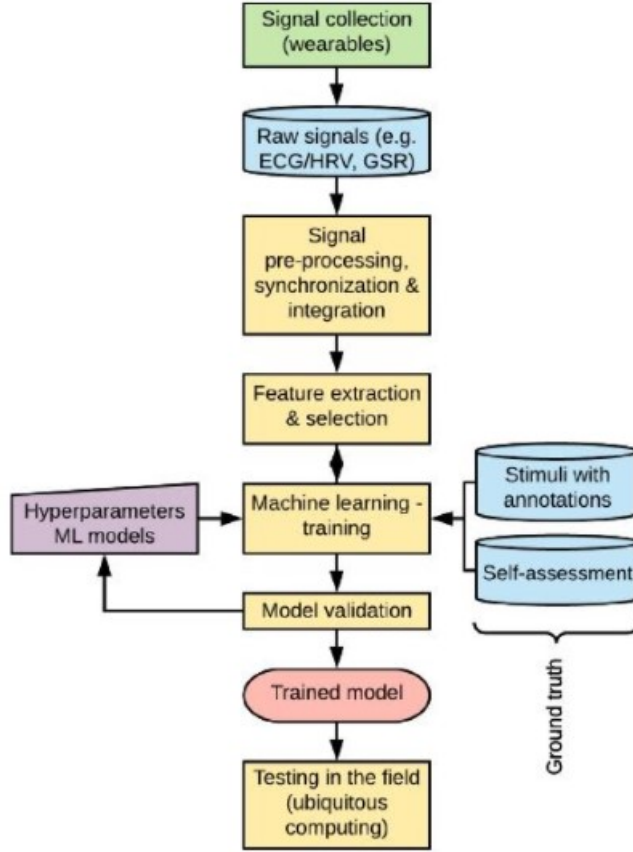 Signal collection
(wearables)
Raw signals (e.g.
ECG/HRV, GSR)
Signal
pre-processing,
synchronization &
integration
Feature extraction
& selection
Hyperparameters
ML models
Machine learning -
training
Stimuli with
annotations
Self-assessment
Model validation
Ground truth
Trained model
Testing in the field
(ubiquitous
computing)